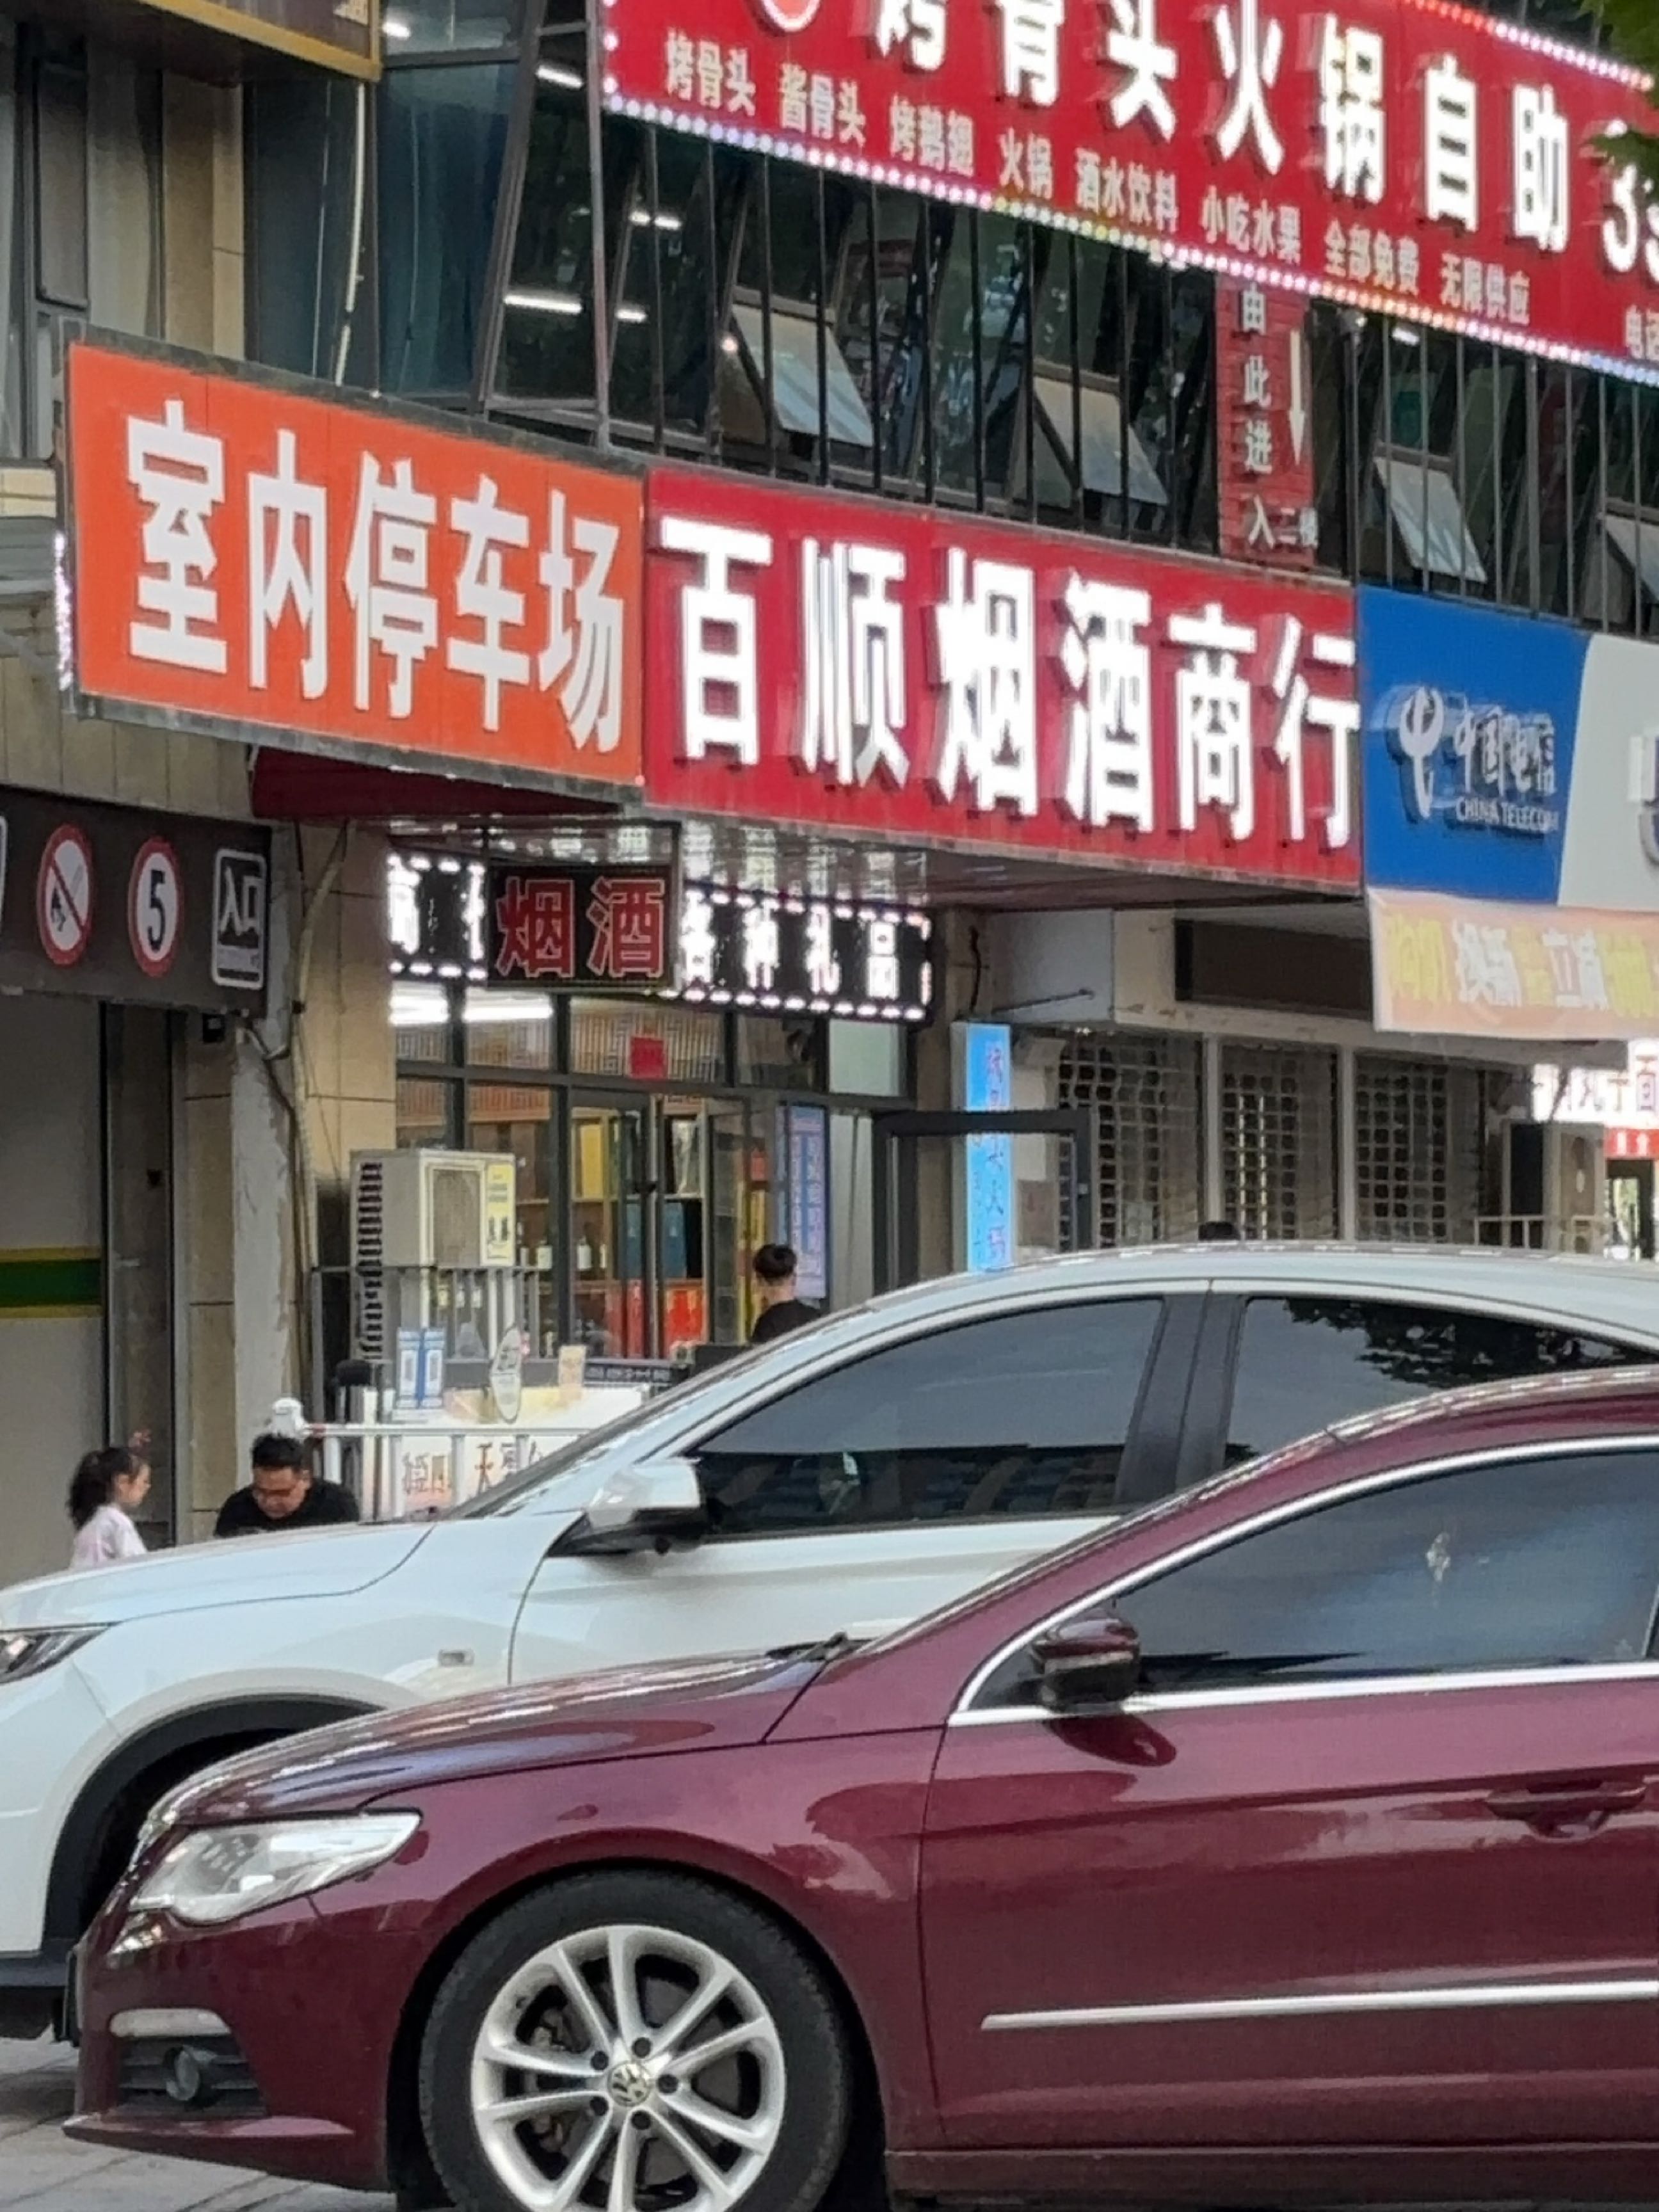 烤骨头火锅自助
烤骨头 酱骨头 烤鹅翅 火锅 酒水饮料 小吃水果 全部免费 无限供应
由此进入二楼
室内停车场
百顺烟酒商行
中国电信
CHINA TELECOM
5
入口
烟酒
各种礼品